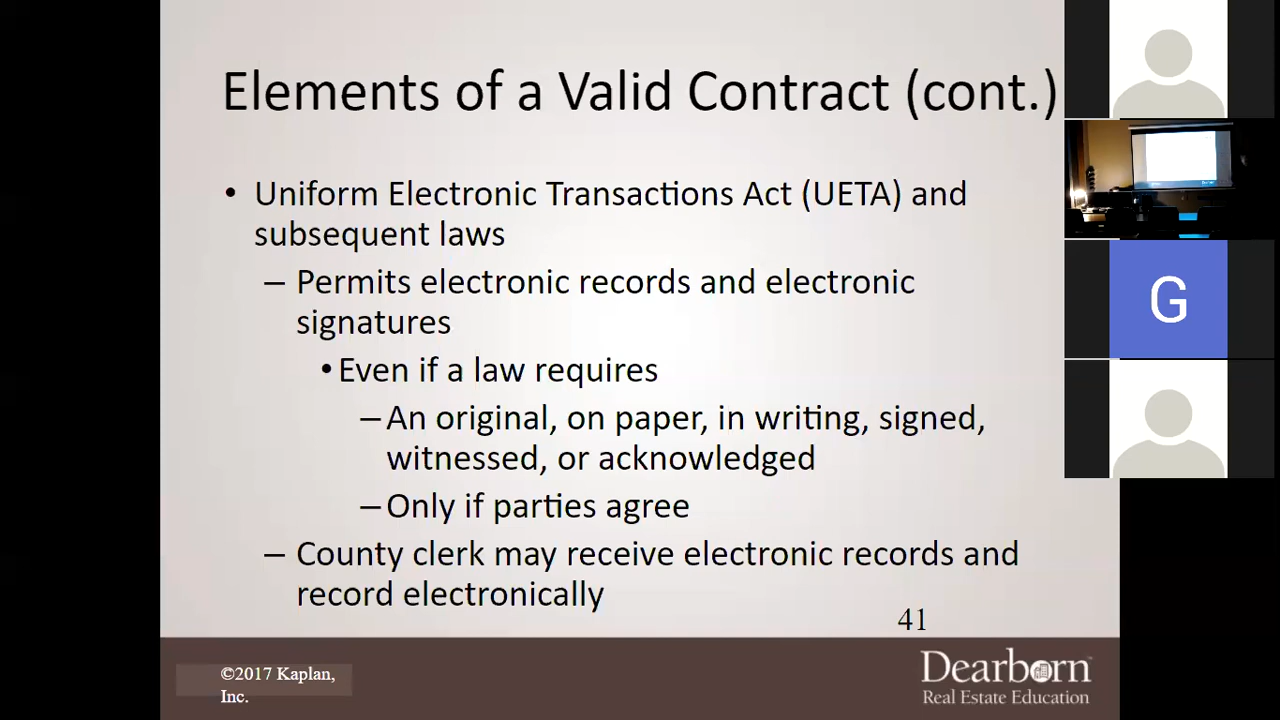 Elements of a Valid Contract (cont.)
• Uniform Electronic Transactions Act (UETA) and
subsequent laws
– Permits electronic records and electronic
signatures
• Even if a law requires
– An original, on paper, in writing, signed,
witnessed, or acknowledged
– Only if parties agree
– County clerk may receive electronic records and
record electronically
41
©2017 Kaplan,
Inc.
Dearborn
Real Estate Education
G